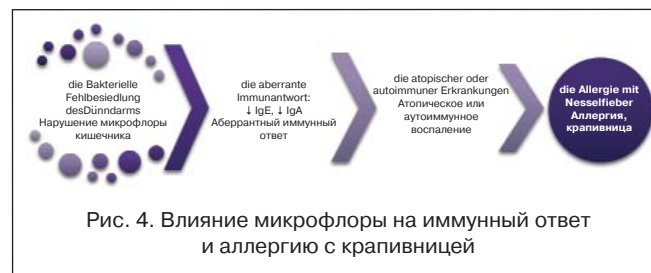 die Bakterielle
Fehlbesiedlung
desDünndarms
Нарушение микрофлоры
кишечника
die aberrante
Immunantwort:
↓ IgE, ↓ IgA
Аберрантный иммунный
ответ
die atopischer oder
autoimmuner Erkrankungen
Атопическое или
аутоиммунное
воспаление
die Allergie mit
Nesselfieber
Аллергия,
крапивница
Рис. 4. Влияние микрофлоры на иммунный ответ
и аллергию с крапивницей